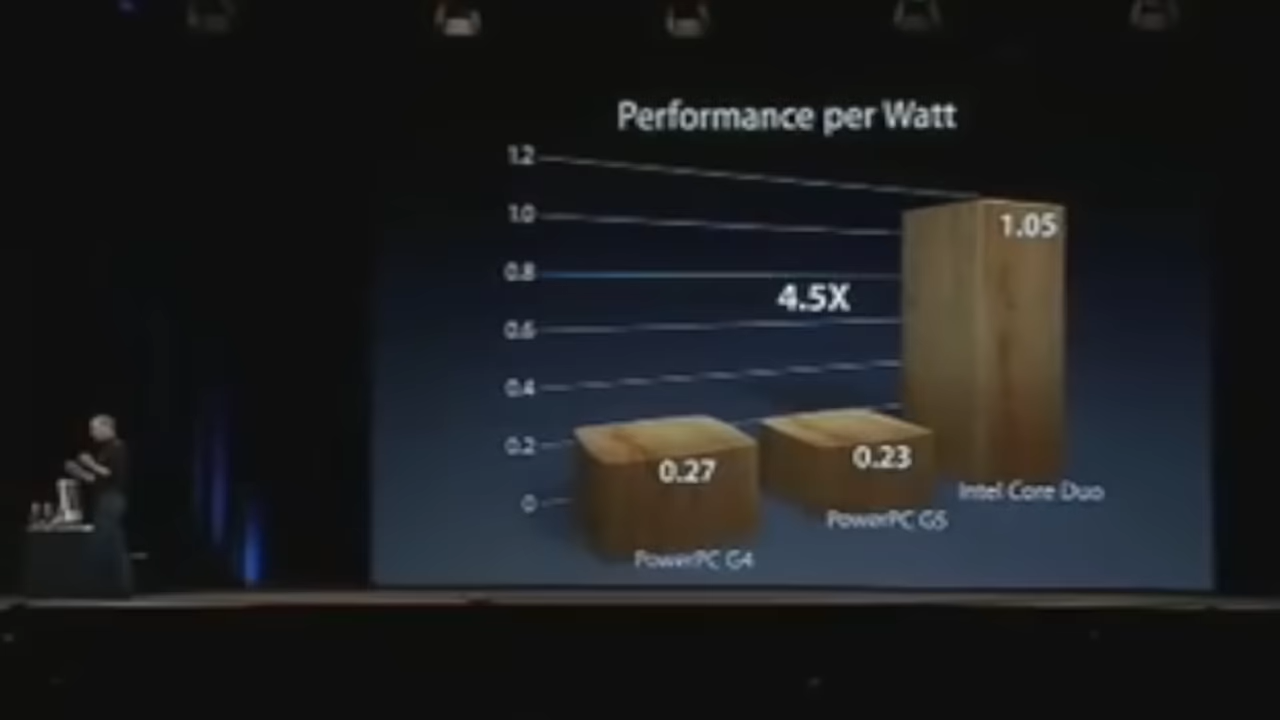 Performance per Watt
1.2
1.0
1.05
0.8
4.5X
0.6
0.4
0.2
0.27
0.23
0
Intel Core Duo
PowerPC G5
PowerPC G4